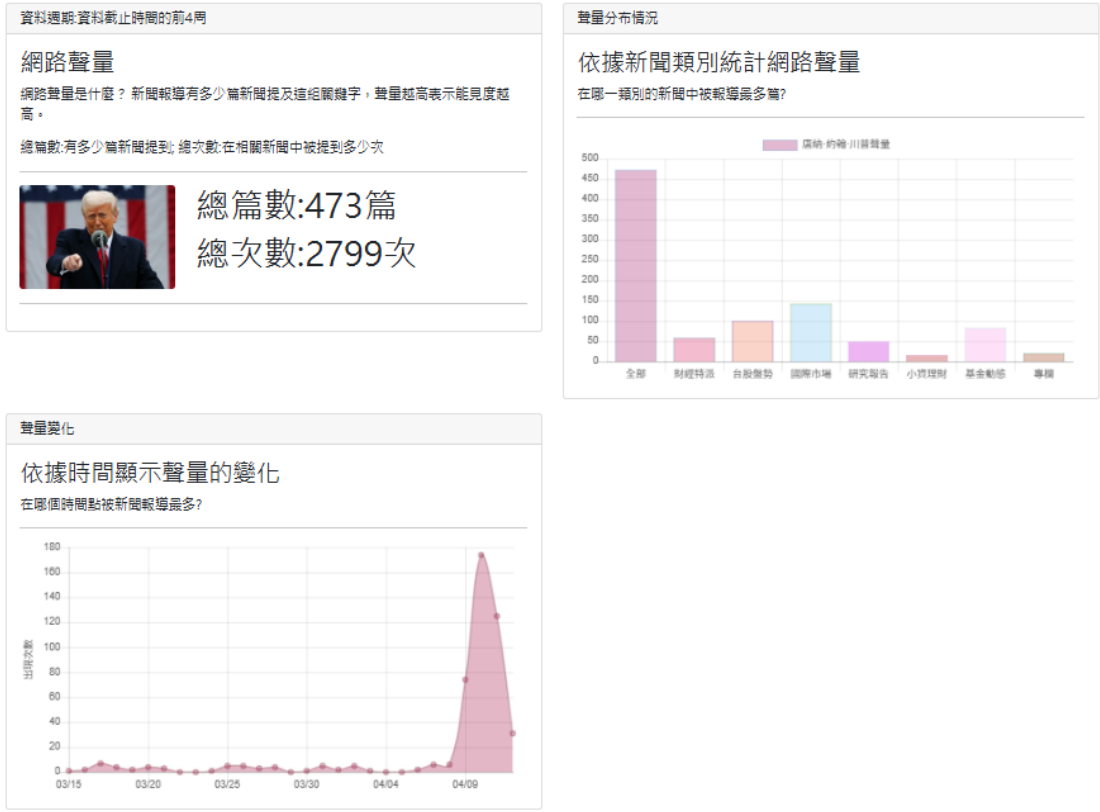 資料週期:資料截止時間的前4周
網路聲量
網路聲量是什麼？ 新聞報導有多少篇新聞提及這組關鍵字，聲量越高表示能見度越
高。
總篇數:有多少篇新聞提到; 總次數:在相關新聞中被提到多少次
總篇數:473篇
總次數:2799次
聲量分布情況
依據新聞類別統計網路聲量
在哪一類別的新聞中被報導最多篇?
唐納·約翰·川普聲量
500
450
400
350
300
250
200
150
100
50
0
全部 財經特派 台股盤勢 國際市場 研究報告 小資理財 基金動態 專欄
聲量變化
依據時間顯示聲量的變化
在哪個時間點被新聞報導最多?
出現次數
180
160
140
120
100
80
60
40
20
0
03/15 03/20 03/25 03/30 04/04 04/09